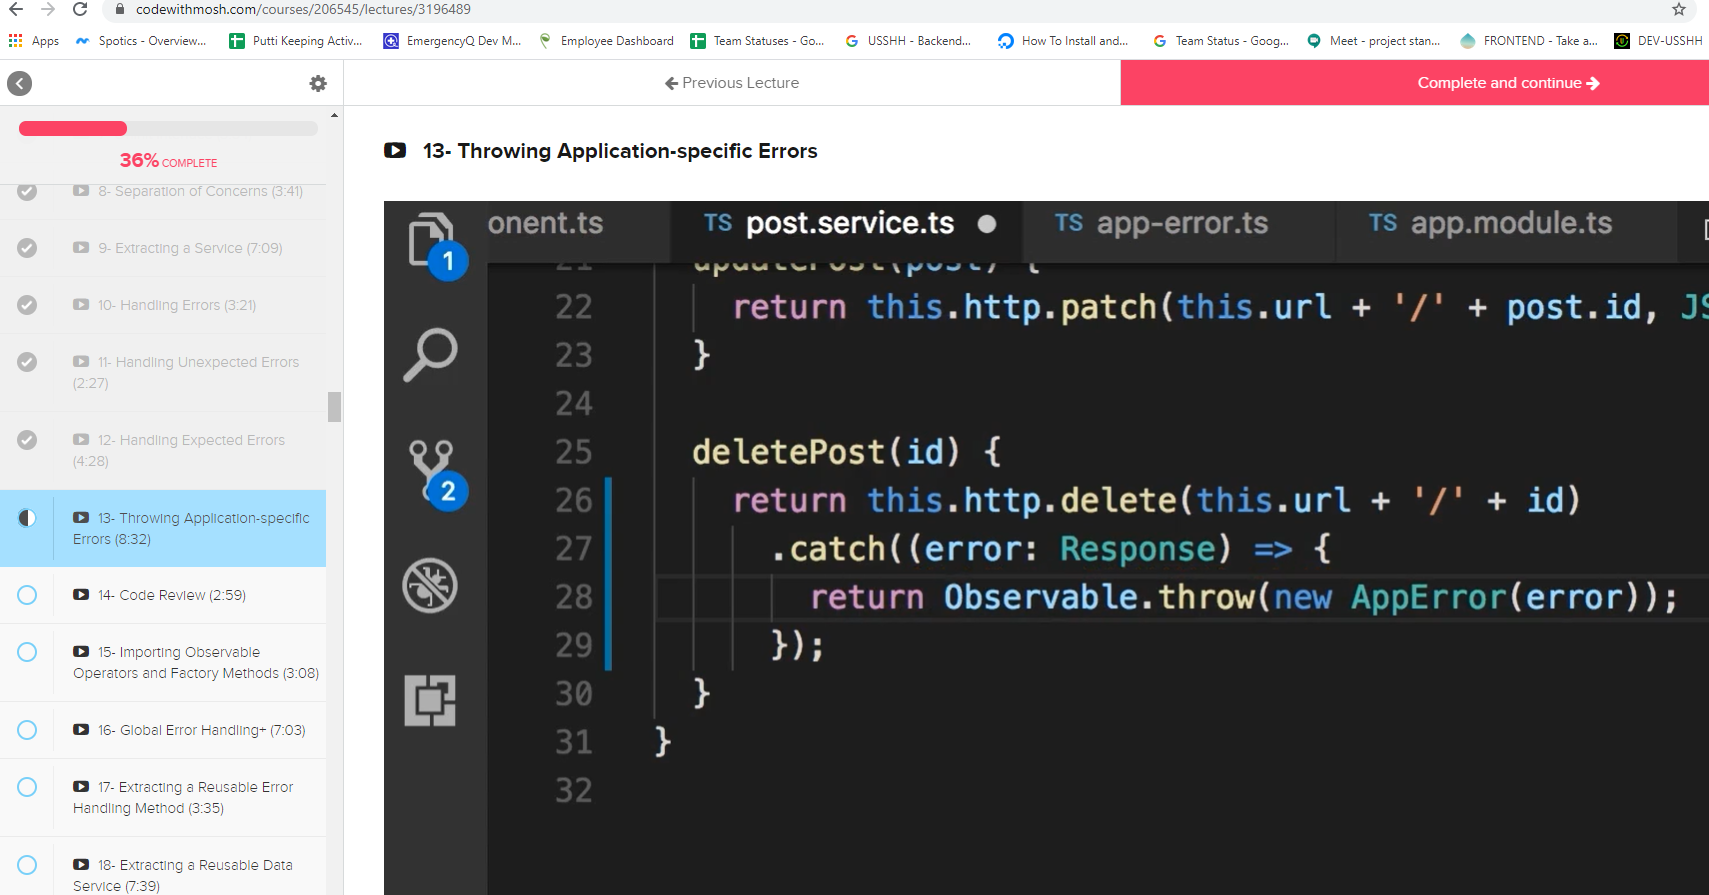 codewithmosh.com/courses/206545/lectures/3196489
Apps Spotics - Overview... Putti Keeping Activ... EmergencyQ Dev M... Employee Dashboard Team Statuses - Go... USSHH - Backend... How To Install and... Team Status - Goog... Meet - project stan... FRONTEND - Take a... DEV-USSHH
Previous Lecture
Complete and continue
36% COMPLETE
8- Separation of Concerns (3:41)
9- Extracting a Service (7:09)
10- Handling Errors (3:21)
11- Handling Unexpected Errors
(2:27)
12- Handling Expected Errors
(4:28)
13- Throwing Application-specific
Errors (8:32)
14- Code Review (2:59)
15- Importing Observable
Operators and Factory Methods (3:08)
16- Global Error Handling+ (7:03)
17- Extracting a Reusable Error
Handling Method (3:35)
18- Extracting a Reusable Data
Service (7:39)
13- Throwing Application-specific Errors
onent.ts TS post.service.ts TS app-error.ts TS app.module.ts
1
2
21 updatePost(post) {
22 return this.http.patch(this.url + '/' + post.id, JS
23 }
24
25 deletePost(id) {
26 return this.http.delete(this.url + '/' + id)
27 .catch((error: Response) => {
28 return Observable.throw(new AppError(error));
29 });
30 }
31 }
32